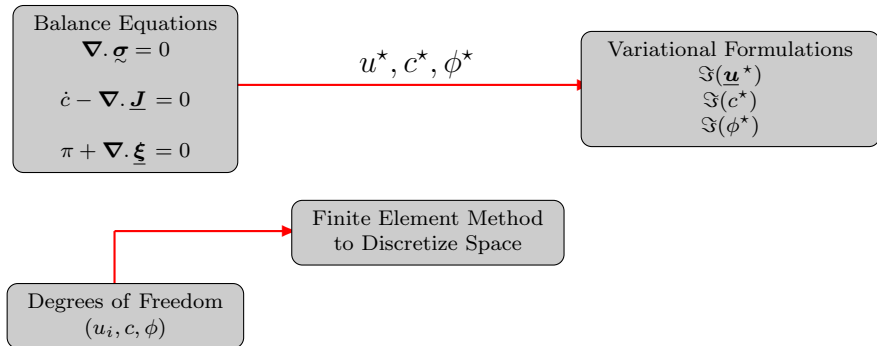 Balance Equations
∇. σ̰ = 0
ċ − ∇. J̲ = 0
π + ∇. ξ̲ = 0
u⋆, c⋆, ϕ⋆
Variational Formulations
ℑ(u̲⋆)
ℑ(c⋆)
ℑ(ϕ⋆)
Finite Element Method
to Discretize Space
Degrees of Freedom
(uᵢ, c, ϕ)